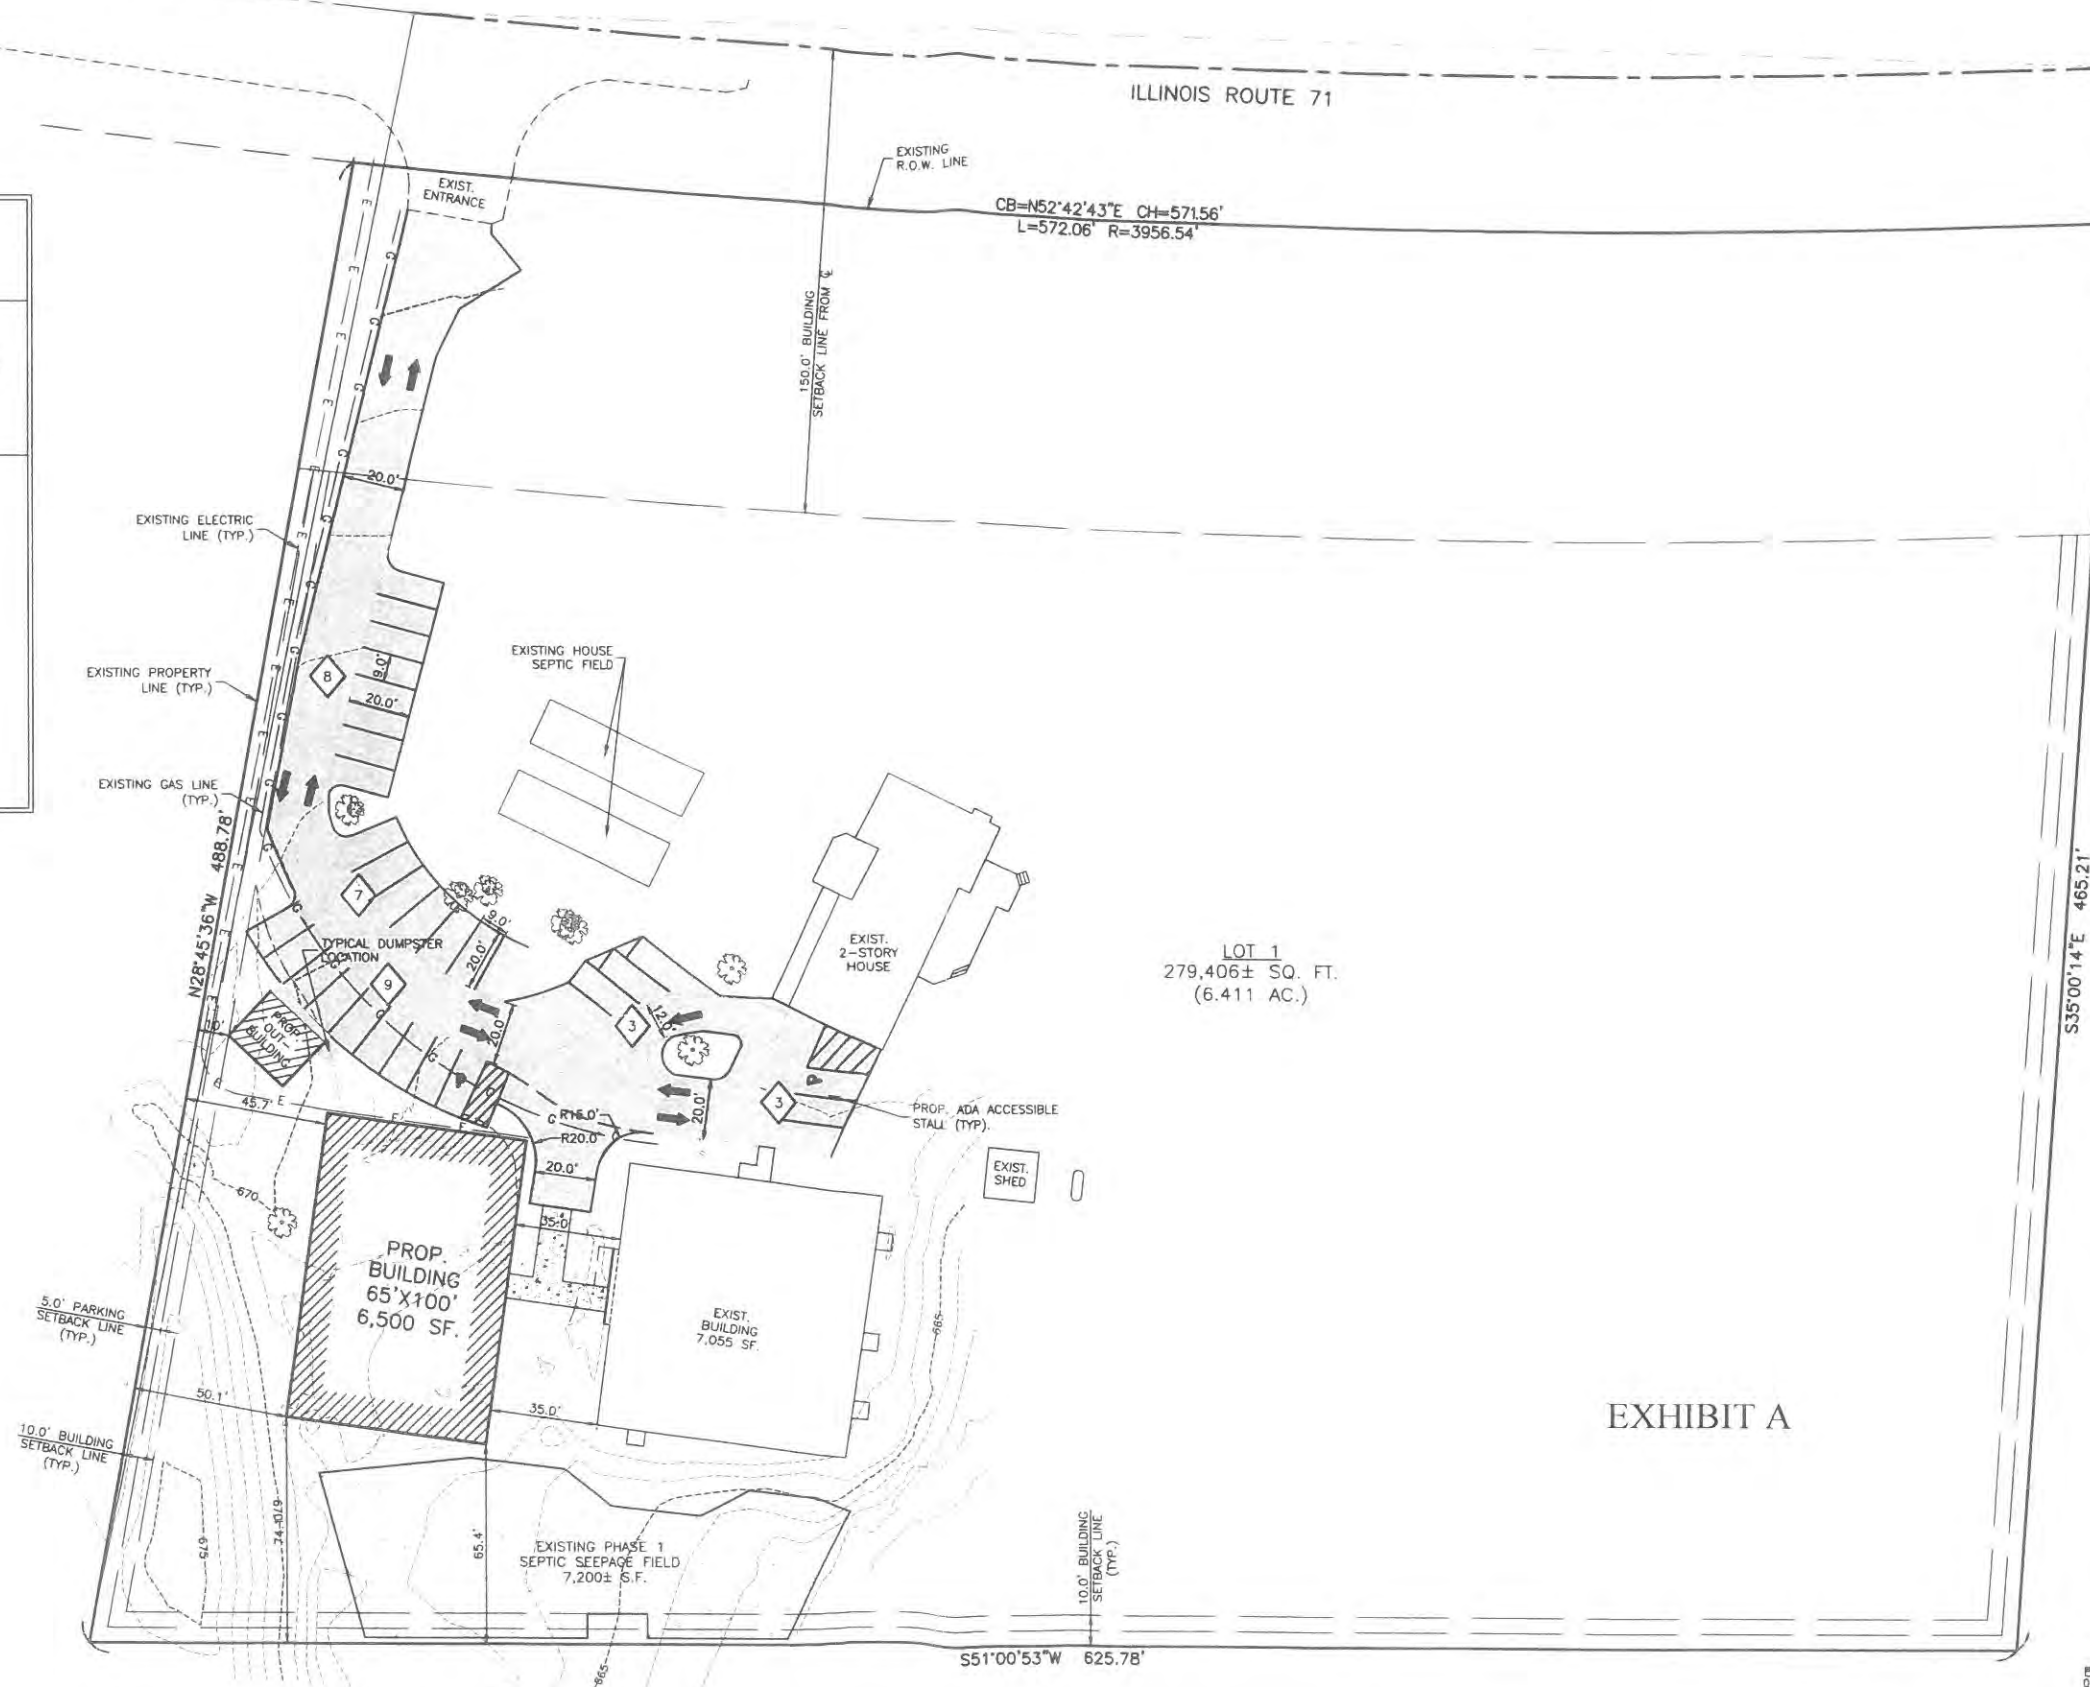 ILLINOIS ROUTE 71
EXISTING
R.O.W. LINE
EXIST.
ENTRANCE
CB=N52°42'43"E CH=571.56'
L=572.06' R=3956.54'
150.0' BUILDING
SETBACK LINE FROM ℄
20.0'
EXISTING ELECTRIC
LINE (TYP.)
EXISTING HOUSE
SEPTIC FIELD
EXISTING PROPERTY
LINE (TYP.)
8
9.0'
20.0'
EXISTING GAS LINE
(TYP.)
N28°45'36"W 488.78'
7
9.0'
20.0'
TYPICAL DUMPSTER
LOCATION
9
EXIST.
2-STORY
HOUSE
LOT 1
279,406± SQ. FT.
(6.411 AC.)
S35°00'14"E 465.21'
10'
PROP.
OUT-
BUILDING
20.0'
3
12.0'
20.0'
3
P
PROP. ADA ACCESSIBLE
STALL (TYP).
45.7'
R15.0'
R20.0'
20.0'
EXIST.
SHED
670
35.0'
PROP.
BUILDING
65'X100'
6,500 SF.
EXIST.
BUILDING
7,055 SF.
665
5.0' PARKING
SETBACK LINE
(TYP.)
50.1'
35.0'
EXHIBIT A
10.0' BUILDING
SETBACK LINE
(TYP.)
675
65.4'
EXISTING PHASE 1
SEPTIC SEEPAGE FIELD
7,200± S.F.
10.0' BUILDING
SETBACK LINE
(TYP.)
665
S51°00'53"W 625.78'